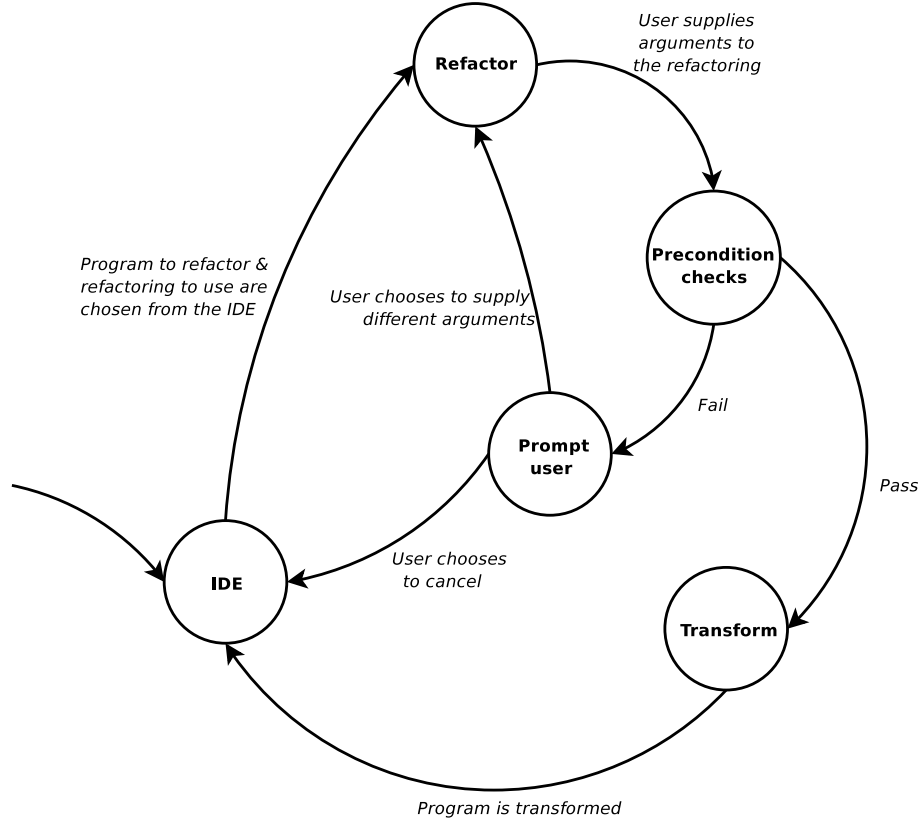 User supplies
arguments to
the refactoring
Refactor
Precondition
checks
Program to refactor &
refactoring to use are
chosen from the IDE
User chooses to supply
different arguments
Fail
Prompt
user
Pass
User chooses
to cancel
IDE
Transform
Program is transformed